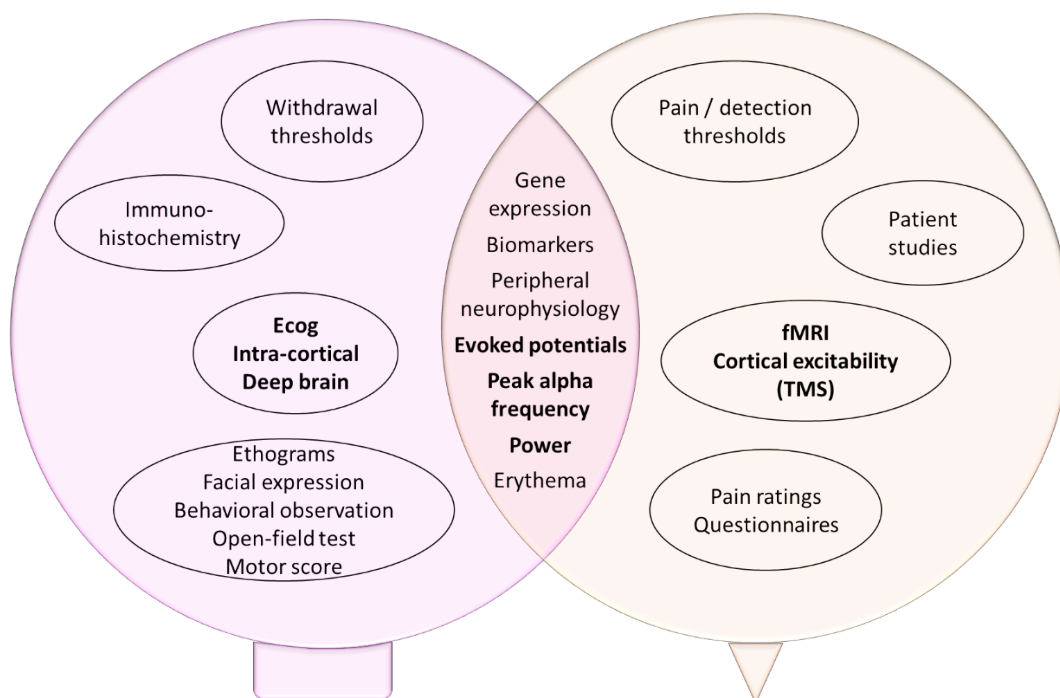 Withdrawal
thresholds
Immuno-
histochemistry
Ecog
Intra-cortical
Deep brain
Ethograms
Facial expression
Behavioral observation
Open-field test
Motor score
Gene
expression
Biomarkers
Peripheral
neurophysiology
Evoked potentials
Peak alpha
frequency
Power
Erythema
Pain / detection
thresholds
Patient
studies
fMRI
Cortical excitability
(TMS)
Pain ratings
Questionnaires